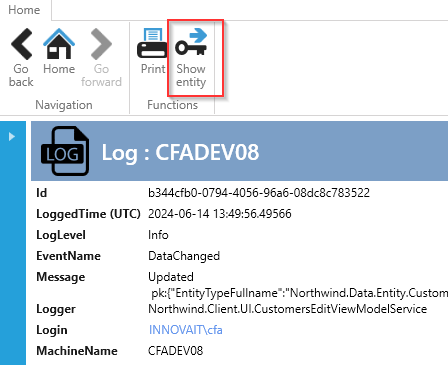 Home
Go back
Home
Go forward
Print
Show entity
Navigation
Functions
LOG
Log : CFADEV08
Id b344cfb0-0794-4056-96a6-08dc8c783522
LoggedTime (UTC) 2024-06-14 13:49:56.49566
LogLevel Info
EventName DataChanged
Message Updated
pk:{"EntityTypeFullname":"Northwind.Data.Entity.Custome
Logger Northwind.Client.UI.CustomersEditViewModelService
Login INNOVAIT\cfa
MachineName CFADEV08